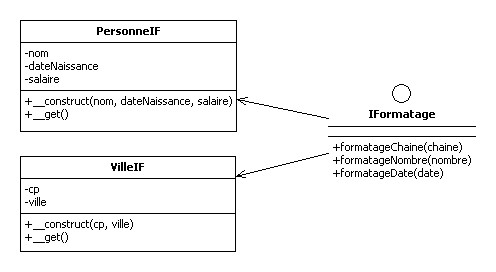 PersonneIF
-nom
-dateNaissance
-salaire
+__construct(nom, dateNaissance, salaire)
+__get()
IFormatage
+formatageChaine(chaine)
+formatageNombre(nombre)
+formatageDate(date)
VilleIF
-cp
-ville
+__construct(cp, ville)
+__get()